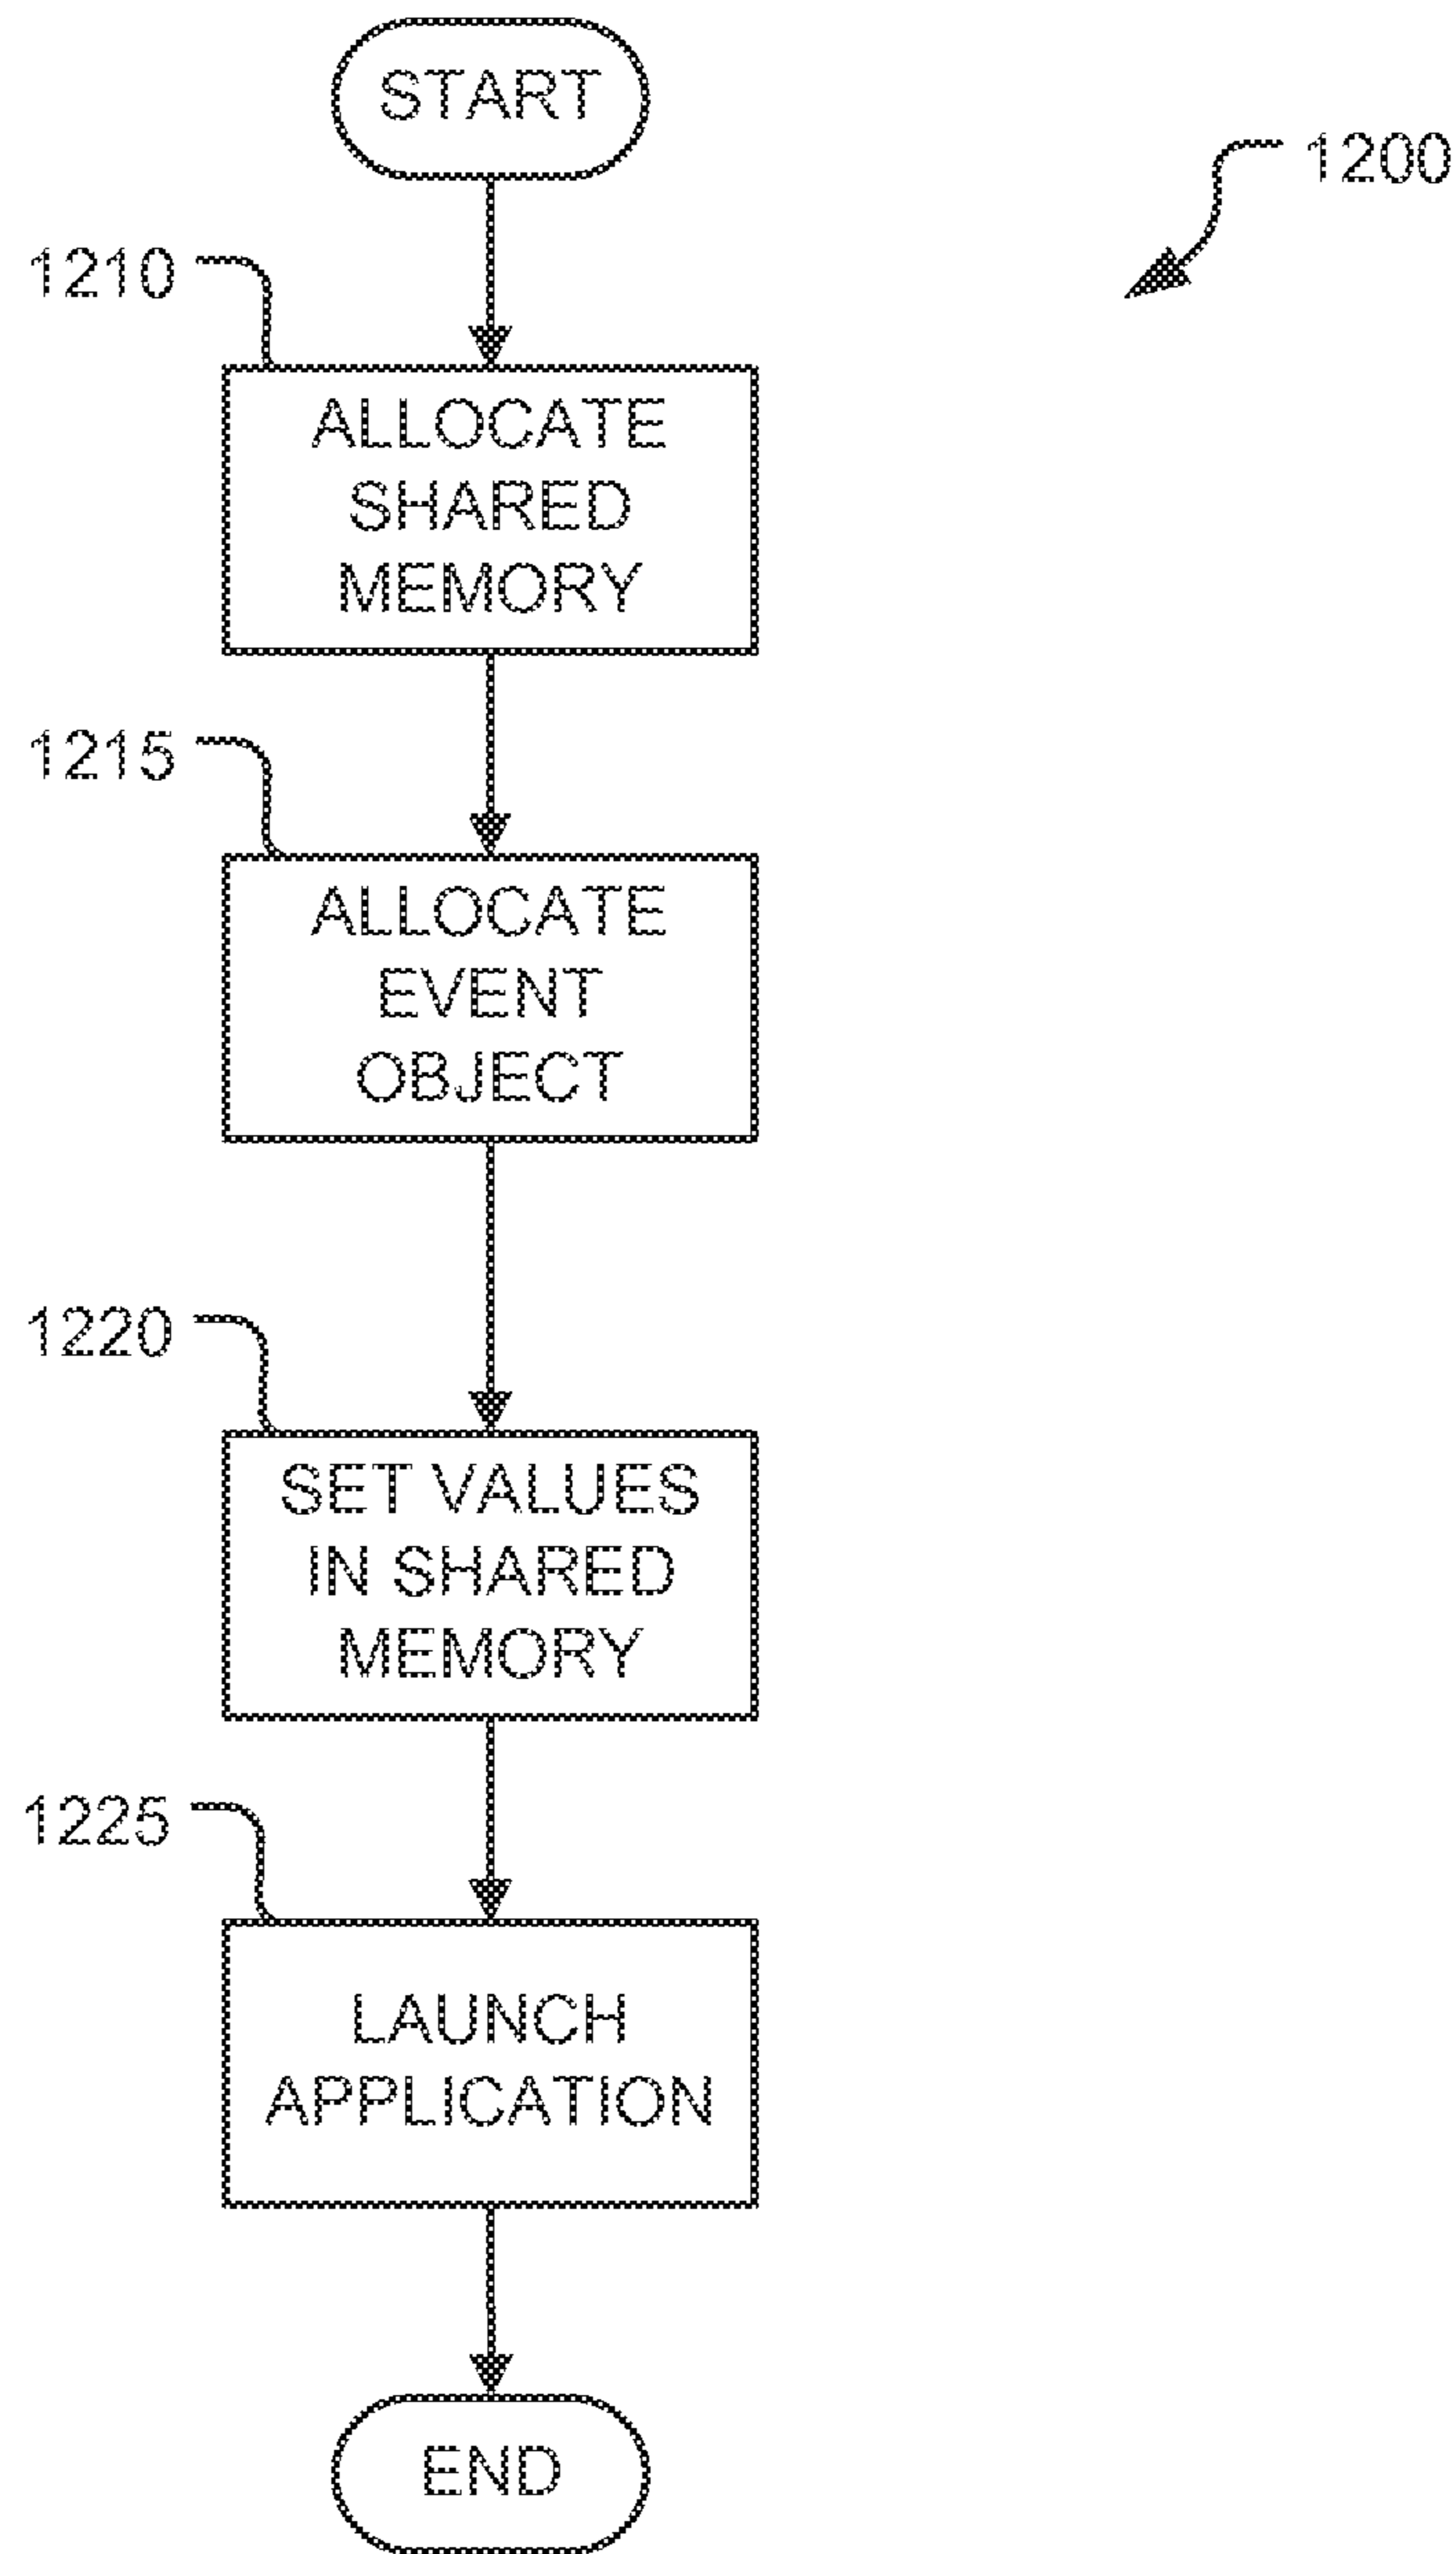 START
1200
1210
ALLOCATE
SHARED
MEMORY
1215
ALLOCATE
EVENT
OBJECT
1220
SET VALUES
IN SHARED
MEMORY
1225
LAUNCH
APPLICATION
END